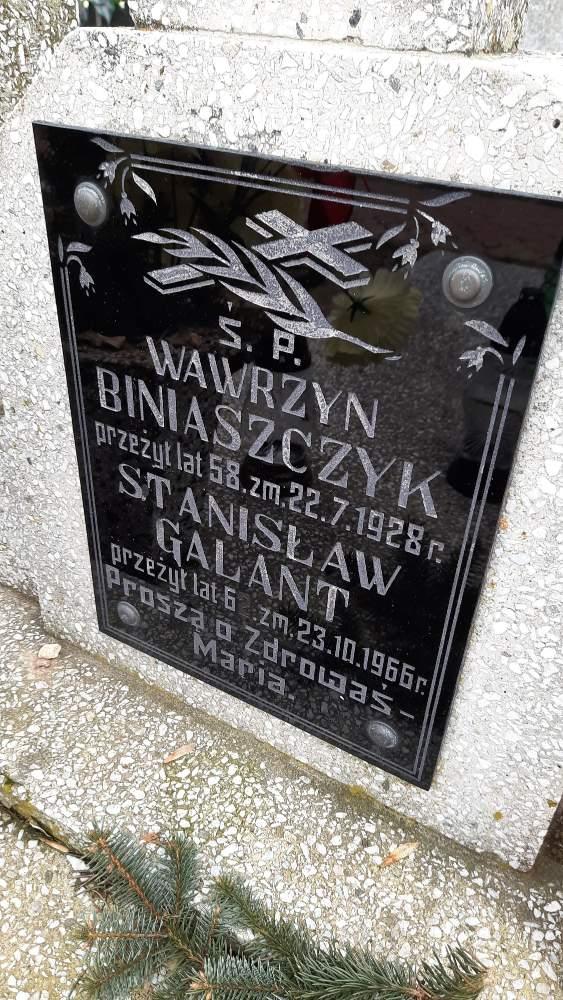 Ś. P.
WAWRZYN
BINIASZCZYK
przeżył lat 58. zm. 22.7.1928 r.
STANISŁAW
GALANT
przeżył lat 6 zm. 23.10.1966 r.
Proszą o Zdrowaś-
Maria.